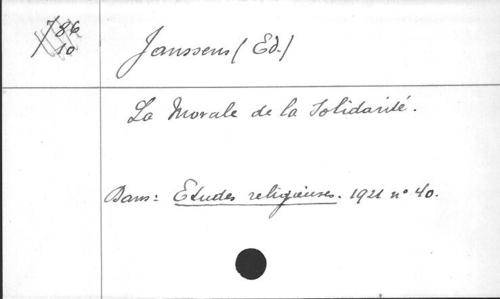 786
10
Janssens (Ed.)
La Morale de la Solidarité.
Dans: Etudes religieuses. 1921 n° 40.